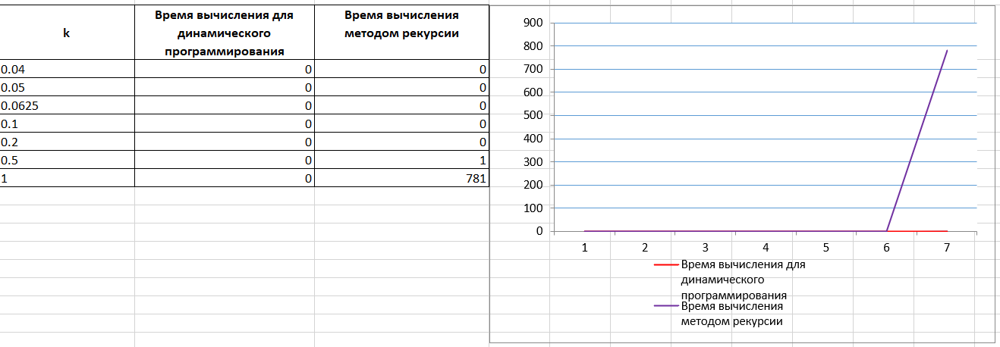 k
Время вычисления для
динамического
программирования
Время вычисления
методом рекурсии
0.04 0 0
0.05 0 0
0.0625 0 0
0.1 0 0
0.2 0 0
0.5 0 1
1 0 781
900
800
700
600
500
400
300
200
100
0
1 2 3 4 5 6 7
Время вычисления для
динамического
программирования
Время вычисления
методом рекурсии